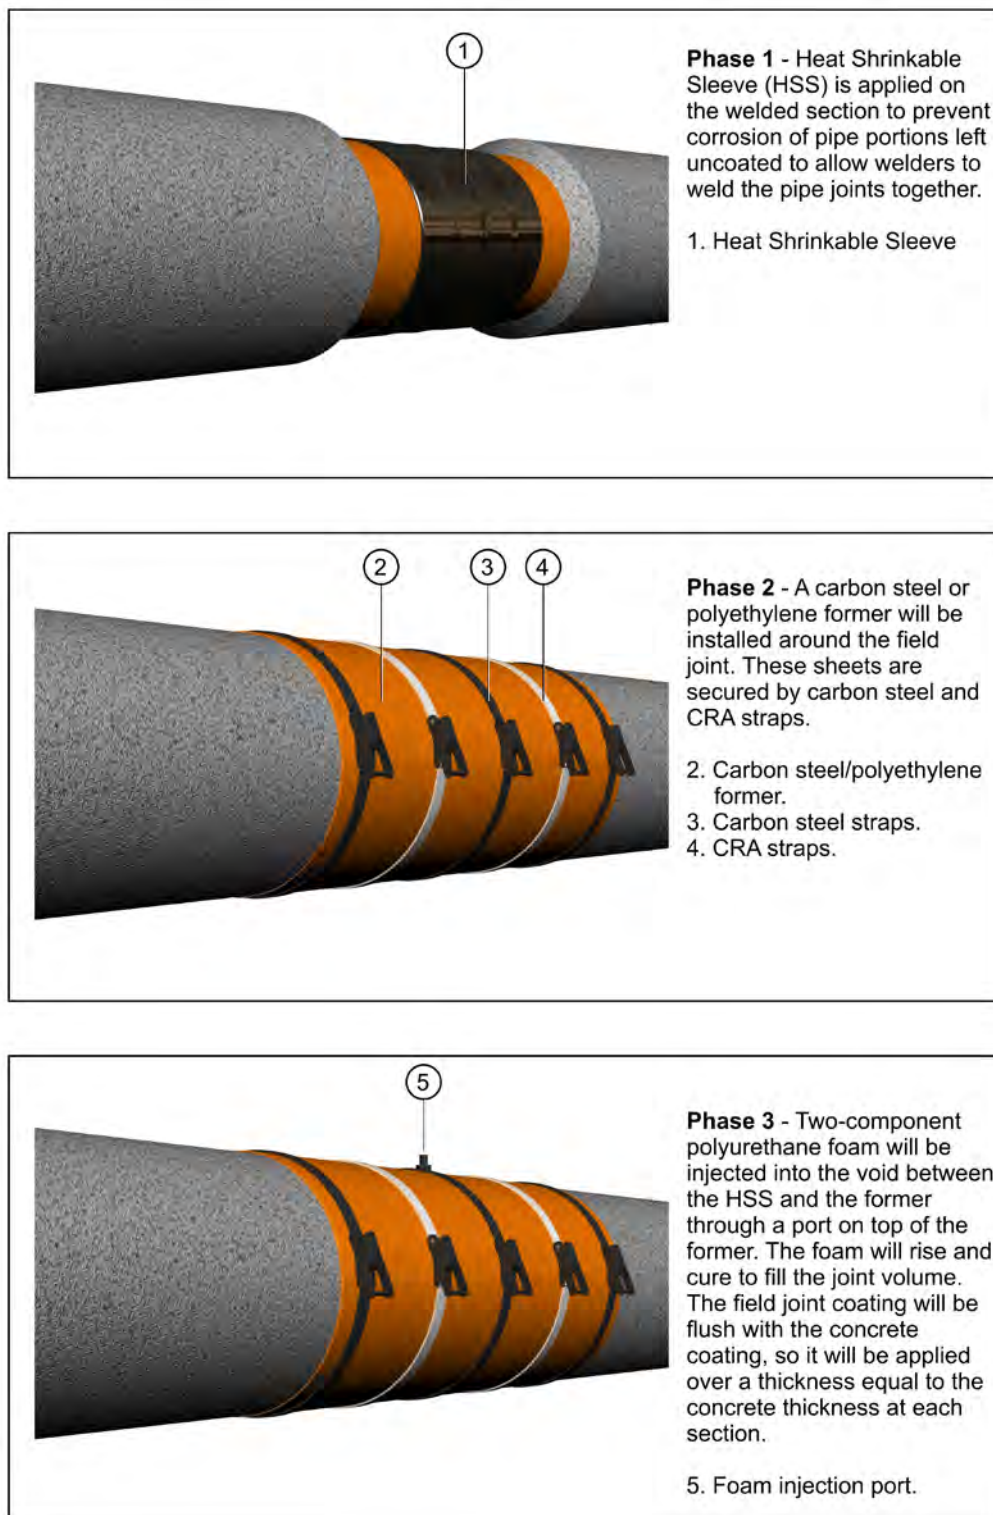 1
Phase 1 - Heat Shrinkable
Sleeve (HSS) is applied on
the welded section to prevent
corrosion of pipe portions left
uncoated to allow welders to
weld the pipe joints together.
1. Heat Shrinkable Sleeve
2 3 4
Phase 2 - A carbon steel or
polyethylene former will be
installed around the field
joint. These sheets are
secured by carbon steel and
CRA straps.
2. Carbon steel/polyethylene
former.
3. Carbon steel straps.
4. CRA straps.
5
Phase 3 - Two-component
polyurethane foam will be
injected into the void between
the HSS and the former
through a port on top of the
former. The foam will rise and
cure to fill the joint volume.
The field joint coating will be
flush with the concrete
coating, so it will be applied
over a thickness equal to the
concrete thickness at each
section.
5. Foam injection port.